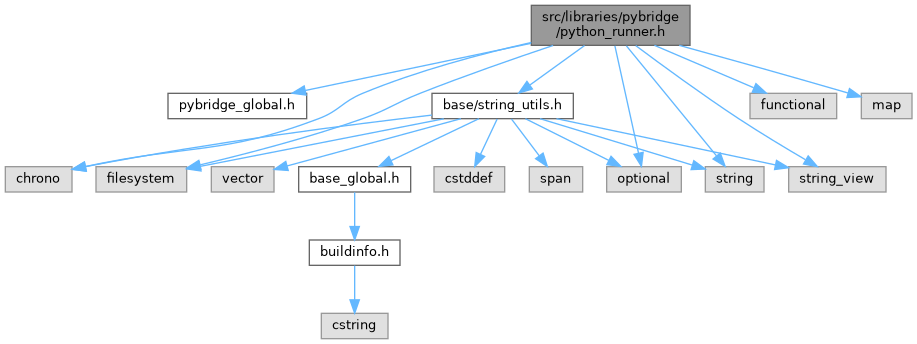 src/libraries/pybridge
/python_runner.h
pybridge_global.h
base/string_utils.h
functional
map
chrono
filesystem
vector
base_global.h
cstddef
span
optional
string
string_view
buildinfo.h
cstring